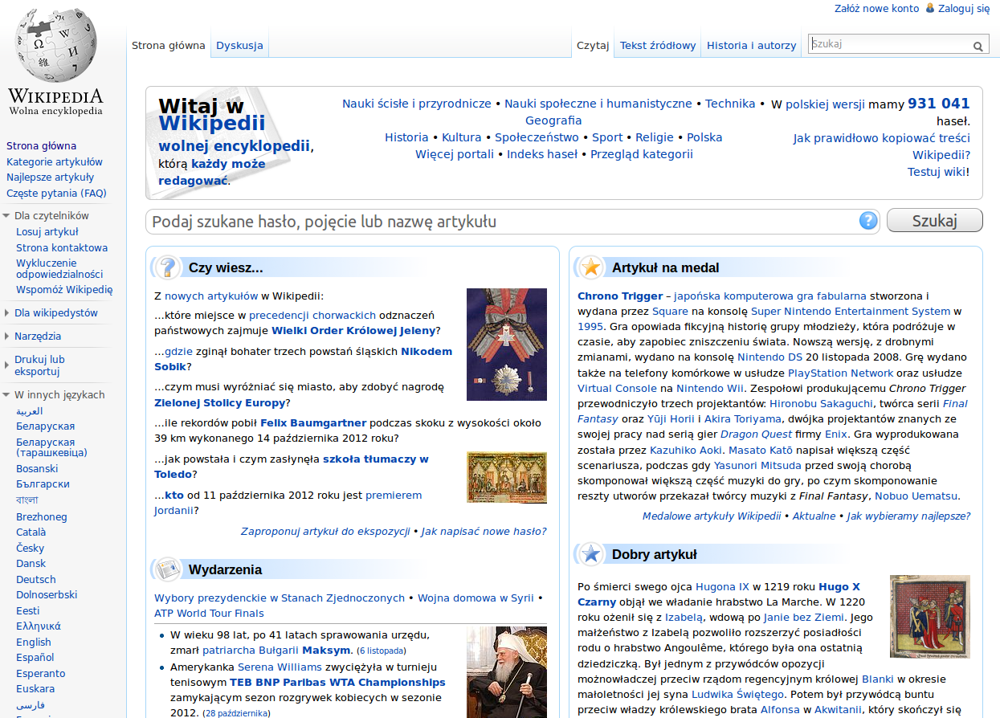 Załóż nowe konto Zaloguj się
Strona główna Dyskusja Czytaj Tekst źródłowy Historia i autorzy Szukaj
WIKIPEDIA
Wolna encyklopedia
Strona główna
Kategorie artykułów
Najlepsze artykuły
Częste pytania (FAQ)
Dla czytelników
Losuj artykuł
Strona kontaktowa
Wykluczenie
odpowiedzialności
Wspomóż Wikipedię
Dla wikipedystów
Narzędzia
Drukuj lub
eksportuj
W innych językach
العربية
Беларуская
Беларуская
(тарашкевіца)
Bosanski
Български
বাংলা
Brezhoneg
Català
Česky
Dansk
Deutsch
Dolnoserbski
Eesti
Ελληνικά
English
Español
Esperanto
Euskara
فارسی
Witaj w
Wikipedii
wolnej encyklopedii,
którą każdy może
redagować.
Nauki ścisłe i przyrodnicze • Nauki społeczne i humanistyczne • Technika •
Geografia
Historia • Kultura • Społeczeństwo • Sport • Religie • Polska
Więcej portali • Indeks haseł • Przegląd kategorii
W polskiej wersji mamy 931 041
haseł.
Jak prawidłowo kopiować treści
Wikipedii?
Testuj wiki!
Podaj szukane hasło, pojęcie lub nazwę artykułu ? Szukaj
Czy wiesz...
Z nowych artykułów w Wikipedii:
…które miejsce w precedencji chorwackich odznaczeń
państwowych zajmuje Wielki Order Królowej Jeleny?
…gdzie zginął bohater trzech powstań śląskich Nikodem
Sobik?
…czym musi wyróżniać się miasto, aby zdobyć nagrodę
Zielonej Stolicy Europy?
…ile rekordów pobił Felix Baumgartner podczas skoku z wysokości około
39 km wykonanego 14 października 2012 roku?
…jak powstała i czym zasłynęła szkoła tłumaczy w
Toledo?
…kto od 11 października 2012 roku jest premierem
Jordanii?
Zaproponuj artykuł do ekspozycji • Jak napisać nowe hasło?
Wydarzenia
Wybory prezydenckie w Stanach Zjednoczonych • Wojna domowa w Syrii •
ATP World Tour Finals
W wieku 98 lat, po 41 latach sprawowania urzędu,
zmarł patriarcha Bułgarii Maksym. (6 listopada)
Amerykanka Serena Williams zwyciężyła w turnieju
tenisowym TEB BNP Paribas WTA Championships
zamykającym sezon rozgrywek kobiecych w sezonie
2012. (28 października)
Artykuł na medal
Chrono Trigger – japońska komputerowa gra fabularna stworzona i
wydana przez Square na konsolę Super Nintendo Entertainment System w
1995. Gra opowiada fikcyjną historię grupy młodzieży, która podróżuje w
czasie, aby zapobiec zniszczeniu świata. Nowszą wersję, z drobnymi
zmianami, wydano na konsolę Nintendo DS 20 listopada 2008. Grę wydano
także na telefony komórkowe w usłudze PlayStation Network oraz usłudze
Virtual Console na Nintendo Wii. Zespołowi produkującemu Chrono Trigger
przewodniczyło trzech projektantów: Hironobu Sakaguchi, twórca serii Final
Fantasy oraz Yūji Horii i Akira Toriyama, dwójka projektantów znanych ze
swojej pracy nad serią gier Dragon Quest firmy Enix. Gra wyprodukowana
została przez Kazuhiko Aoki. Masato Katō napisał większą część
scenariusza, podczas gdy Yasunori Mitsuda przed swoją chorobą
skomponował większą część muzyki do gry, po czym skomponowanie
reszty utworów przekazał twórcy muzyki z Final Fantasy, Nobuo Uematsu.
Medalowe artykuły Wikipedii • Aktualne • Jak wybieramy najlepsze?
Dobry artykuł
Po śmierci swego ojca Hugona IX w 1219 roku Hugo X
Czarny objął we władanie hrabstwo La Marche. W 1220
roku ożenił się z Izabelą, wdową po Janie bez Ziemi. Jego
małżeństwo z Izabelą pozwoliło rozszerzyć posiadłości
rodu o hrabstwo Angoulême, którego była ona ostatnią
dziedziczką. Był jednym z przywódców opozycji
możnowładczej przeciw rządom regencyjnym królowej Blanki w okresie
małoletności jej syna Ludwika Świętego. Potem był przywódcą buntu
przeciw władzy królewskiego brata Alfonsa w Akwitanii, który skończył się